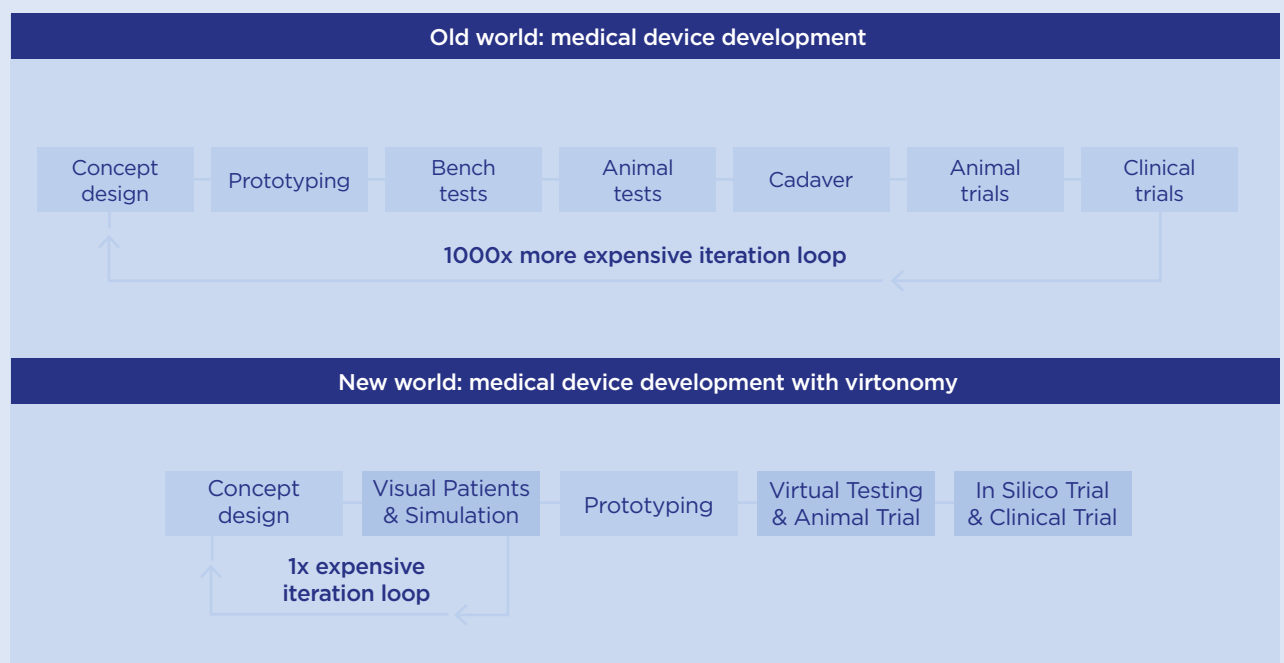 Old world: medical device development
Concept
design
Prototyping
Bench
tests
Animal
tests
Cadaver
Animal
trials
Clinical
trials
1000x more expensive iteration loop
New world: medical device development with virtonomy
Concept
design
Visual Patients
& Simulation
Prototyping
Virtual Testing
& Animal Trial
In Silico Trial
& Clinical Trial
1x expensive
iteration loop